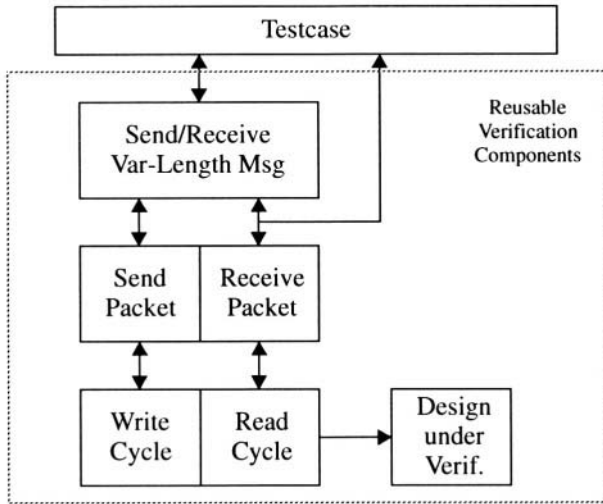 Testcase
Reusable
Verification
Components
Send/Receive
Var-Length Msg
Send
Packet
Receive
Packet
Write
Cycle
Read
Cycle
Design
under
Verif.